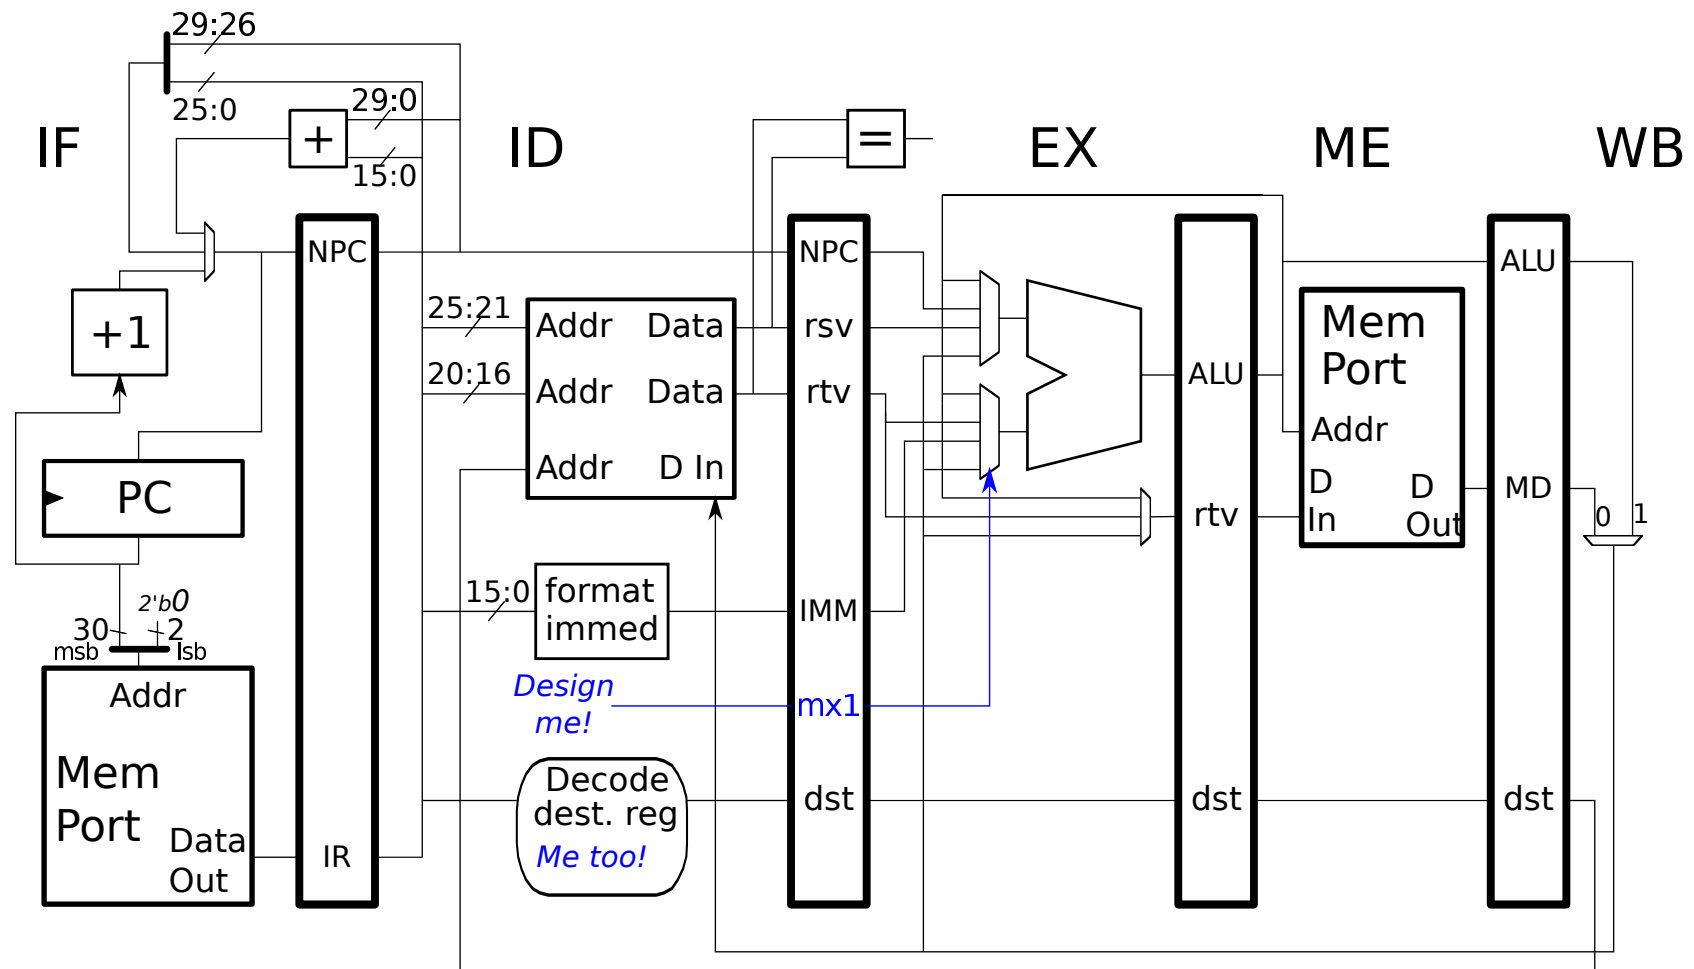 29:26
25:0
29:0
15:0
IF
ID
EX
ME
WB
+
=
NPC
NPC
ALU
+1
25:21
20:16
Addr Data
Addr Data
Addr D In
rsv
rtv
ALU
Mem
Port
Addr
D
In
D
Out
MD
0 1
PC
rtv
2'b0
30 2
msb lsb
15:0
format
immed
IMM
Design
me!
mx1
Addr
Mem
Port
Data
Out
IR
Decode
dest. reg
Me too!
dst
dst
dst